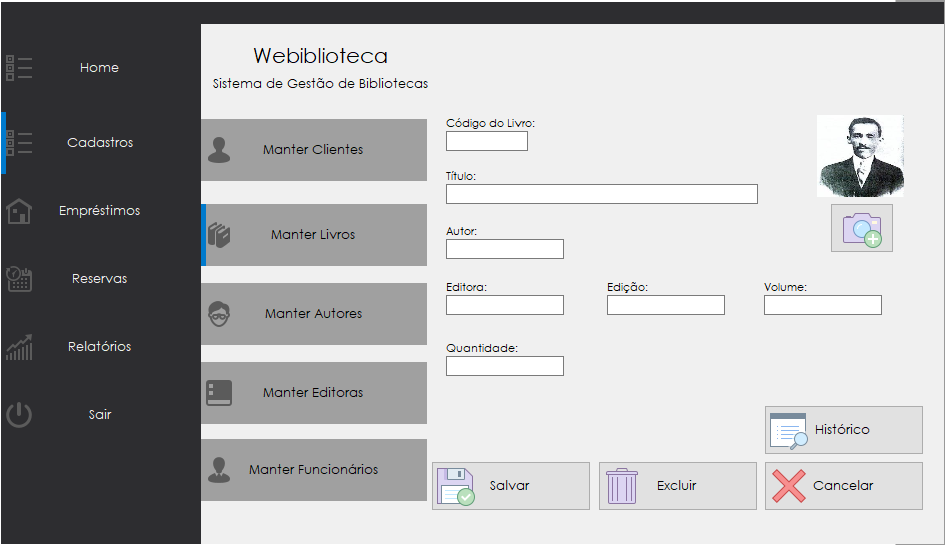 Webiblioteca
Sistema de Gestão de Bibliotecas
Home
Cadastros
Empréstimos
Reservas
Relatórios
Sair
Manter Clientes
Manter Livros
Manter Autores
Manter Editoras
Manter Funcionários
Código do Livro:
Título:
Autor:
Editora:
Edição:
Volume:
Quantidade:
Histórico
Salvar
Excluir
Cancelar